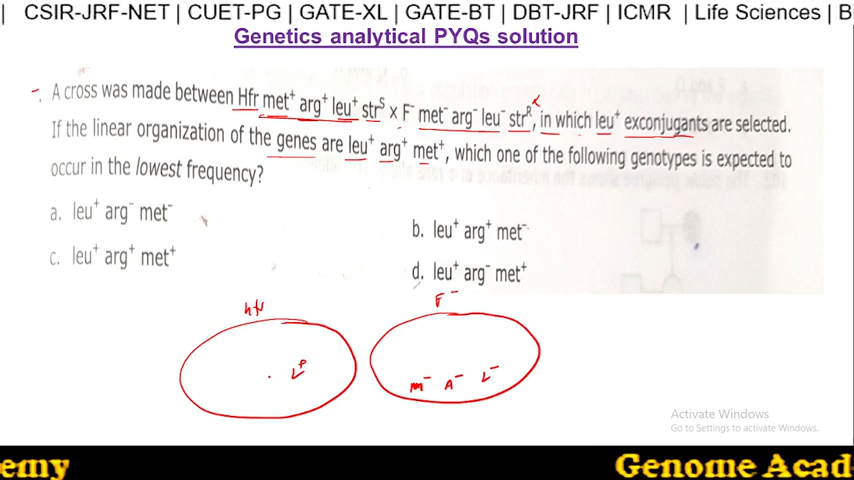 | CSIR-JRF-NET | CUET-PG | GATE-XL | GATE-BT | DBT-JRF | ICMR | Life Sciences | B
Genetics analytical PYQs solution
A cross was made between Hfr met⁺ arg⁺ leu⁺ strˢ x F⁻ met⁻ arg⁻ leu⁻ strᴿ, in which leu⁺ exconjugants are selected.
If the linear organization of the genes are leu⁺ arg⁺ met⁺, which one of the following genotypes is expected to
occur in the lowest frequency?
a. leu⁺ arg⁻ met⁻
b. leu⁺ arg⁺ met⁻
c. leu⁺ arg⁺ met⁺
d. leu⁺ arg⁻ met⁺
hfr
F⁻
m⁻ A⁻ L⁻
Activate Windows
Go to Settings to activate Windows.
emy
Genome Acad